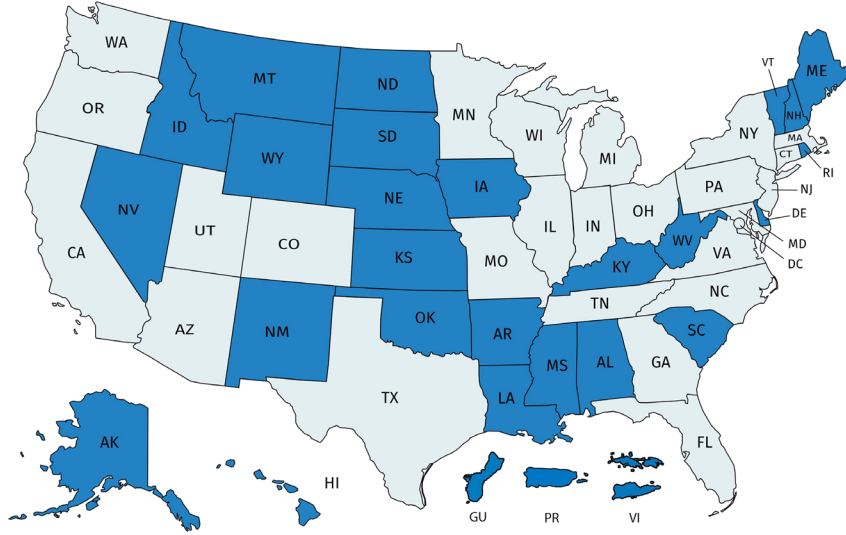 WA
MT
ND
MN
VT
ME
OR
ID
SD
WI
MI
NY
NH
MA
CT
RI
WY
NV
NE
IA
PA
NJ
UT
CO
IL
IN
OH
DE
CA
KS
MO
WV
VA
MD
DC
KY
AZ
NM
OK
AR
TN
NC
SC
TX
LA
MS
AL
GA
FL
AK
HI
GU
PR
VI